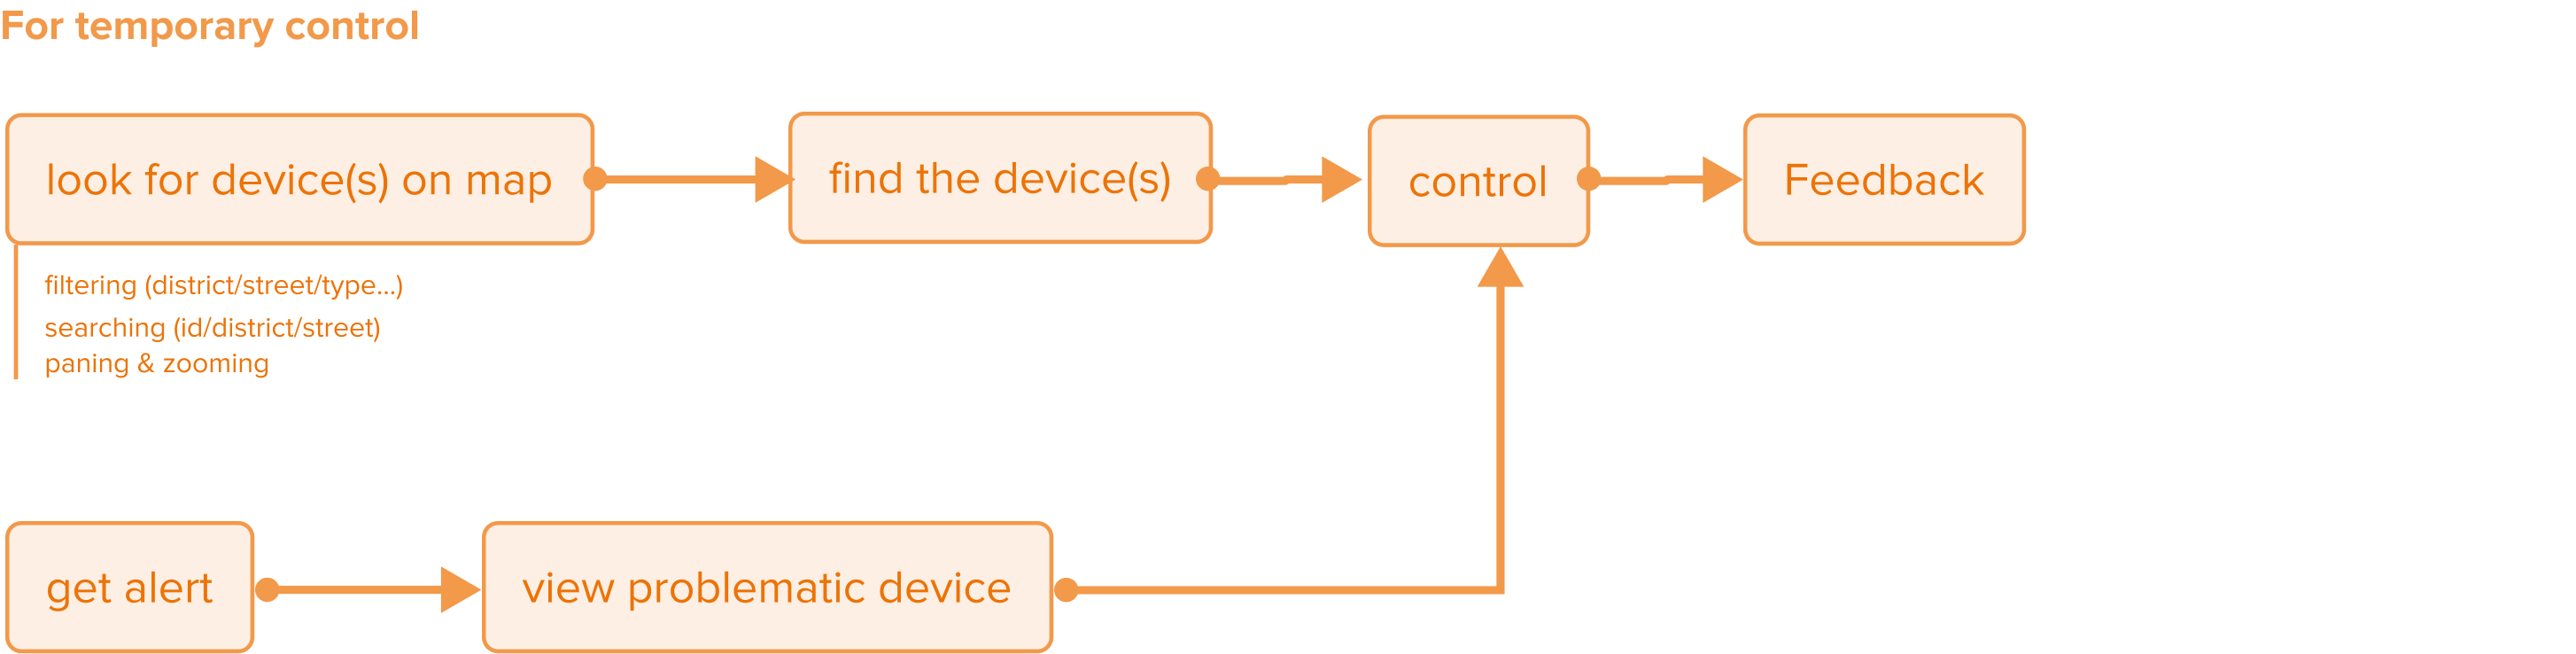 For temporary control
look for device(s) on map
find the device(s)
control
Feedback
filtering (district/street/type...)
searching (id/district/street)
paning & zooming
get alert
view problematic device